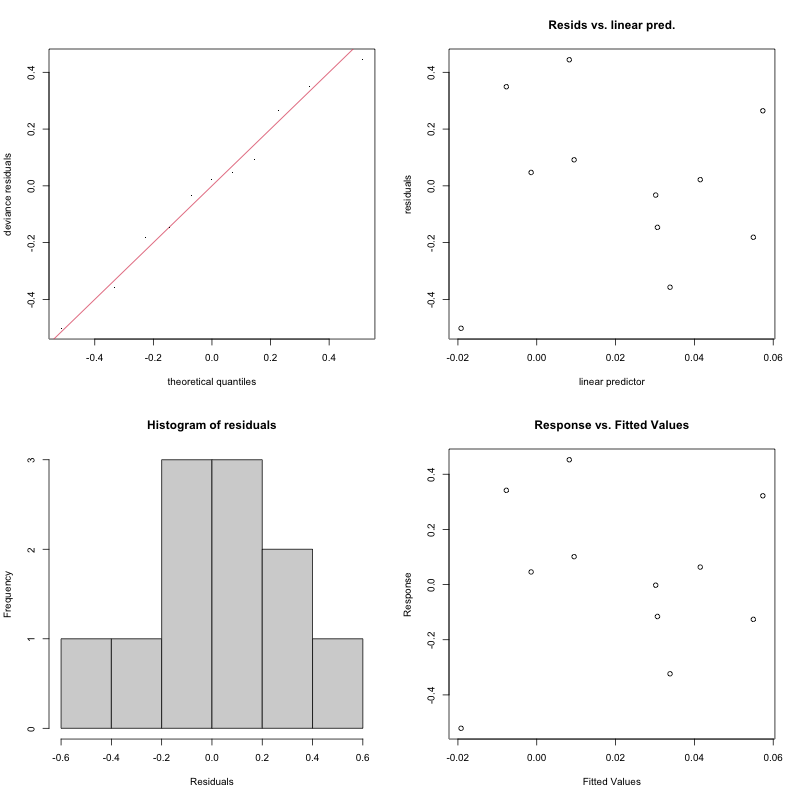 deviance residuals
0.4
0.2
0.0
-0.2
-0.4
-0.4 -0.2 0.0 0.2 0.4
theoretical quantiles
Resids vs. linear pred.
residuals
0.4
0.2
0.0
-0.2
-0.4
-0.02 0.00 0.02 0.04 0.06
linear predictor
Histogram of residuals
Frequency
3
2
1
0
-0.6 -0.4 -0.2 0.0 0.2 0.4 0.6
Residuals
Response vs. Fitted Values
Response
0.4
0.2
0.0
-0.2
-0.4
-0.02 0.00 0.02 0.04 0.06
Fitted Values